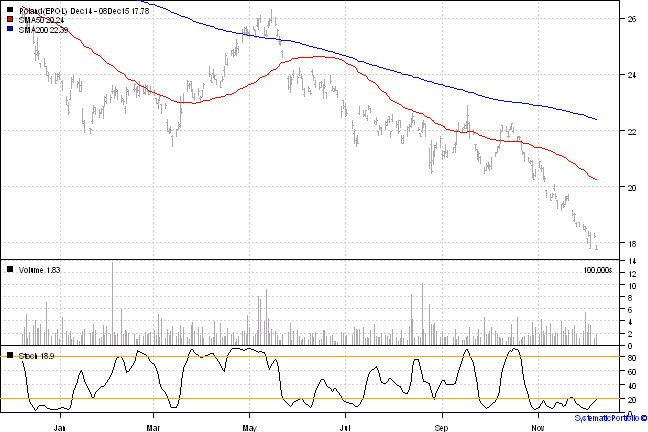 Poland(EPOL) Dec14 - 08Dec15 17.78
SMA50 20.24
SMA200 22.39
26
24
22
20
18
Volume 1.83
100,000s
14
12
10
8
6
4
2
0
Stoch 18.9
80
60
40
20
0
Jan Mar May Jul Sep Nov
SystematicPortfolio ©